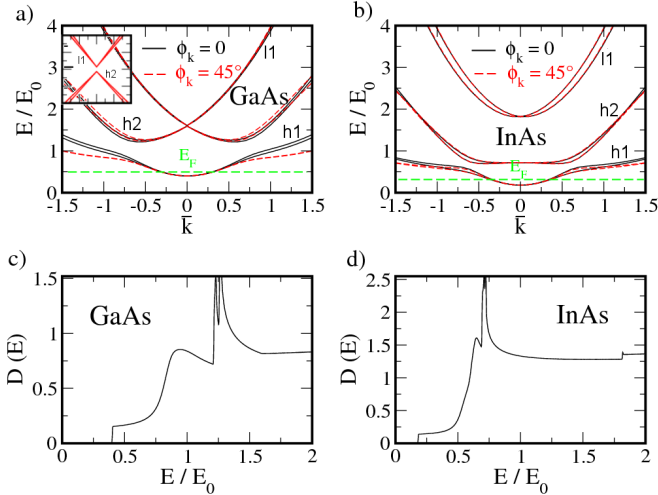 a)
b)
4
3
2
1
0
E / E₀
l1
h2
l1
ϕₖ = 0
ϕₖ = 45°
GaAs
h2
h1
E_F
-1.5 -1 -0.5 0 0.5 1 1.5
k̄
4
3
2
1
0
E / E₀
ϕₖ = 0
ϕₖ = 45°
l1
InAs
h2
h1
E_F
-1.5 -1 -0.5 0 0.5 1 1.5
k̄
c)
d)
1.5
1
0.5
0
D (E)
GaAs
0 0.5 1 1.5 2
E / E₀
2.5
2
1.5
1
0.5
0
D (E)
InAs
0 0.5 1 1.5 2
E / E₀